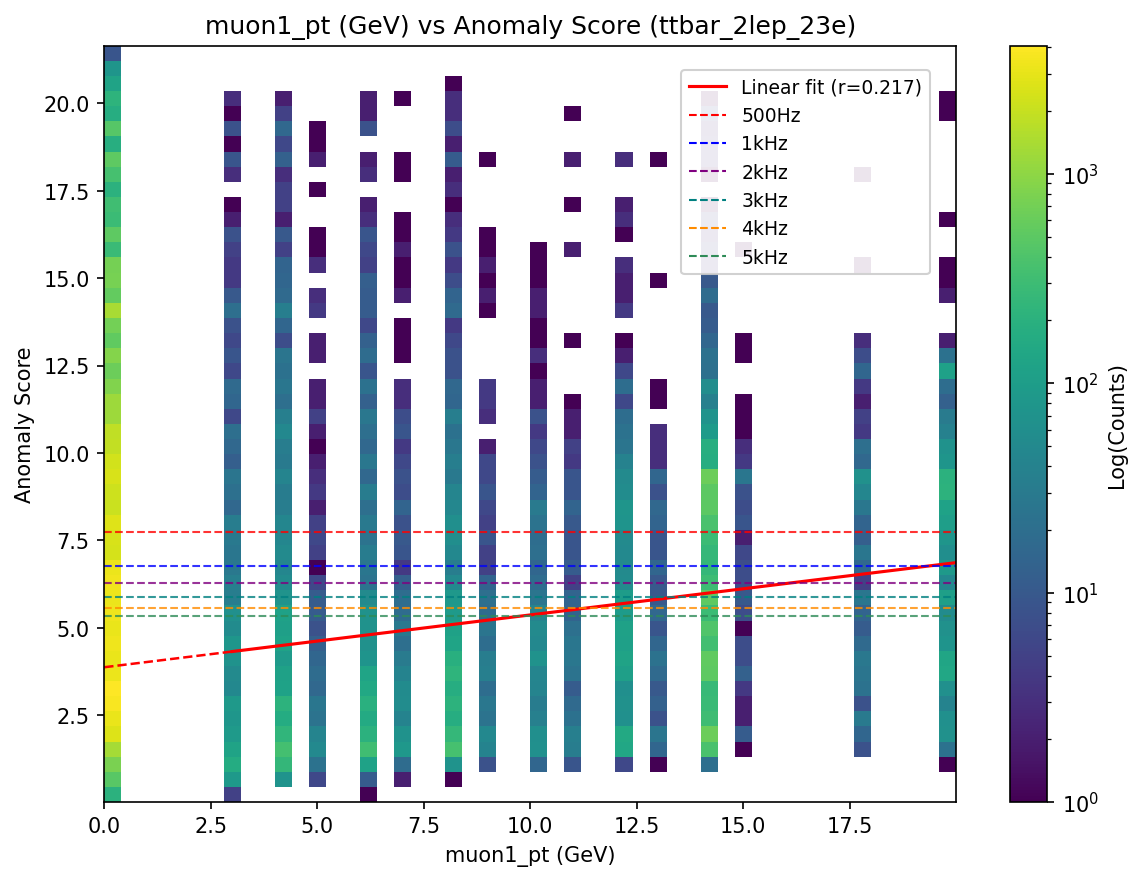 muon1_pt (GeV) vs Anomaly Score (ttbar_2lep_23e)
Linear fit (r=0.217)
500Hz
1kHz
2kHz
3kHz
4kHz
5kHz
20.0
17.5
15.0
12.5
10.0
7.5
5.0
2.5
Anomaly Score
0.0
2.5
5.0
7.5
10.0
12.5
15.0
17.5
muon1_pt (GeV)
10³
10²
10¹
10⁰
Log(Counts)